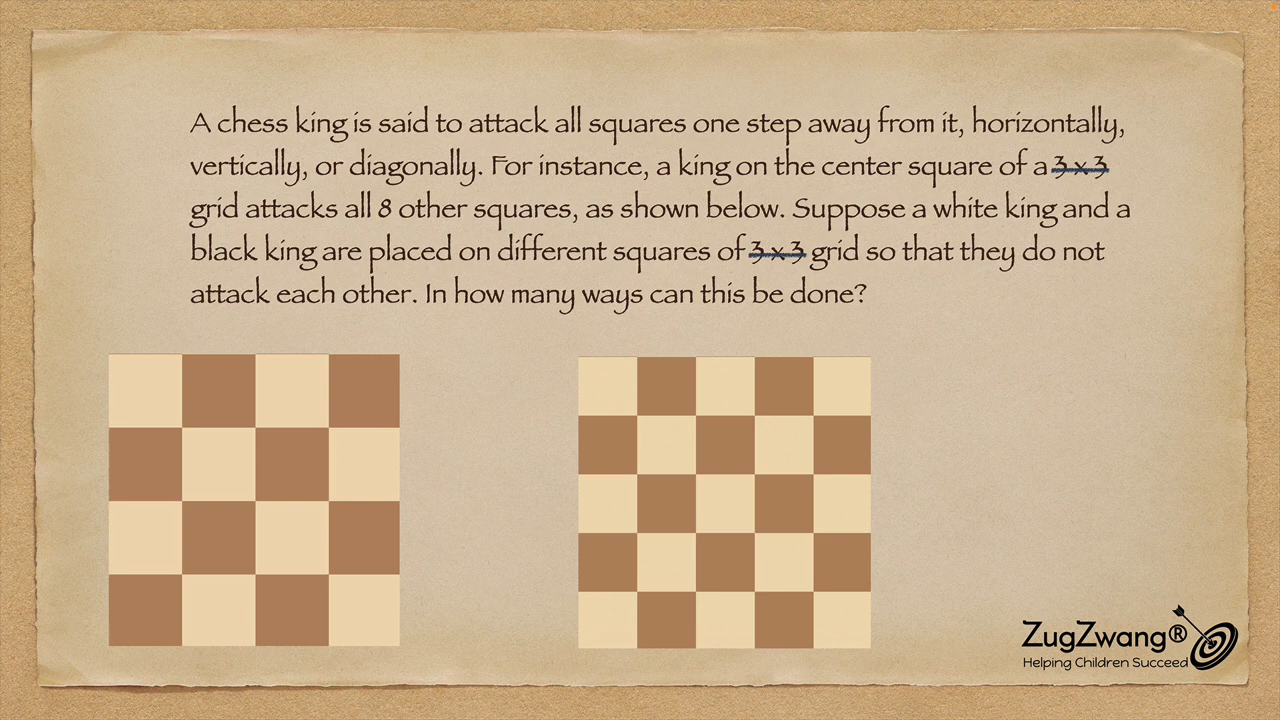 A chess king is said to attack all squares one step away from it, horizontally,
vertically, or diagonally. For instance, a king on the center square of a 3 x 3
grid attacks all 8 other squares, as shown below. Suppose a white king and a
black king are placed on different squares of 3 x 3 grid so that they do not
attack each other. In how many ways can this be done?
ZugZwang®
Helping Children Succeed